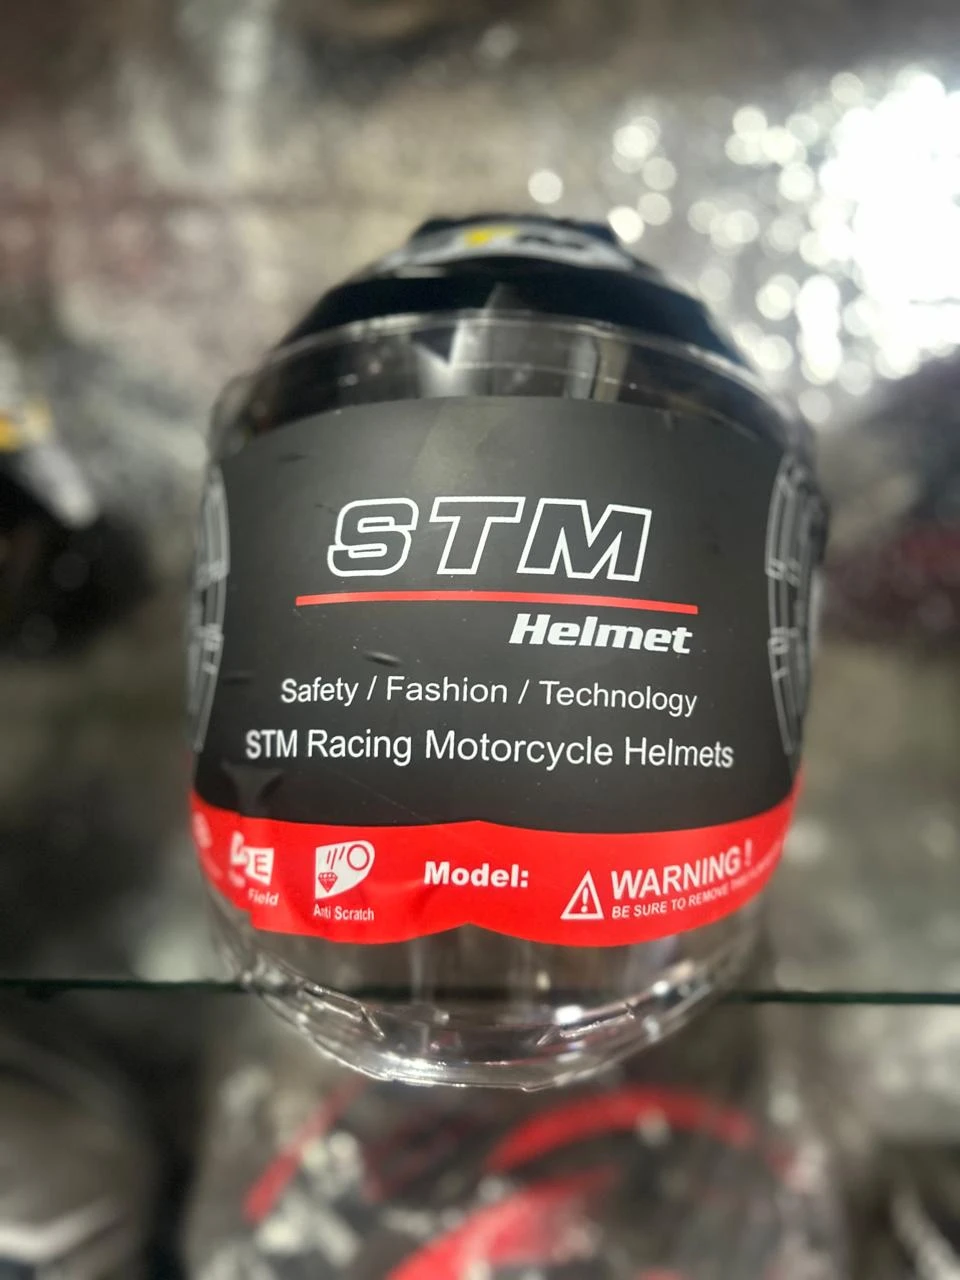 STM
Helmet
Safety / Fashion / Technology
STM Racing Motorcycle Helmets
Field
Anti Scratch
Model:
WARNING !
BE SURE TO REMOVE